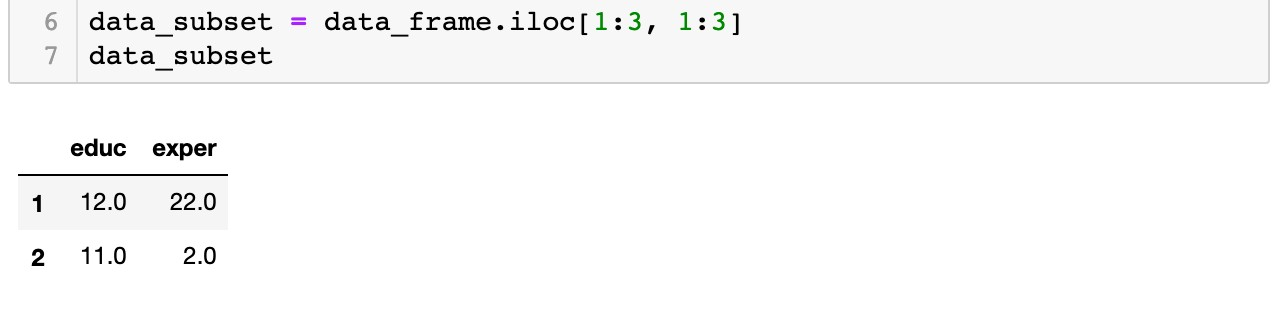 6 data_subset = data_frame.iloc[1:3, 1:3]
7 data_subset
educ exper
1 12.0 22.0
2 11.0 2.0